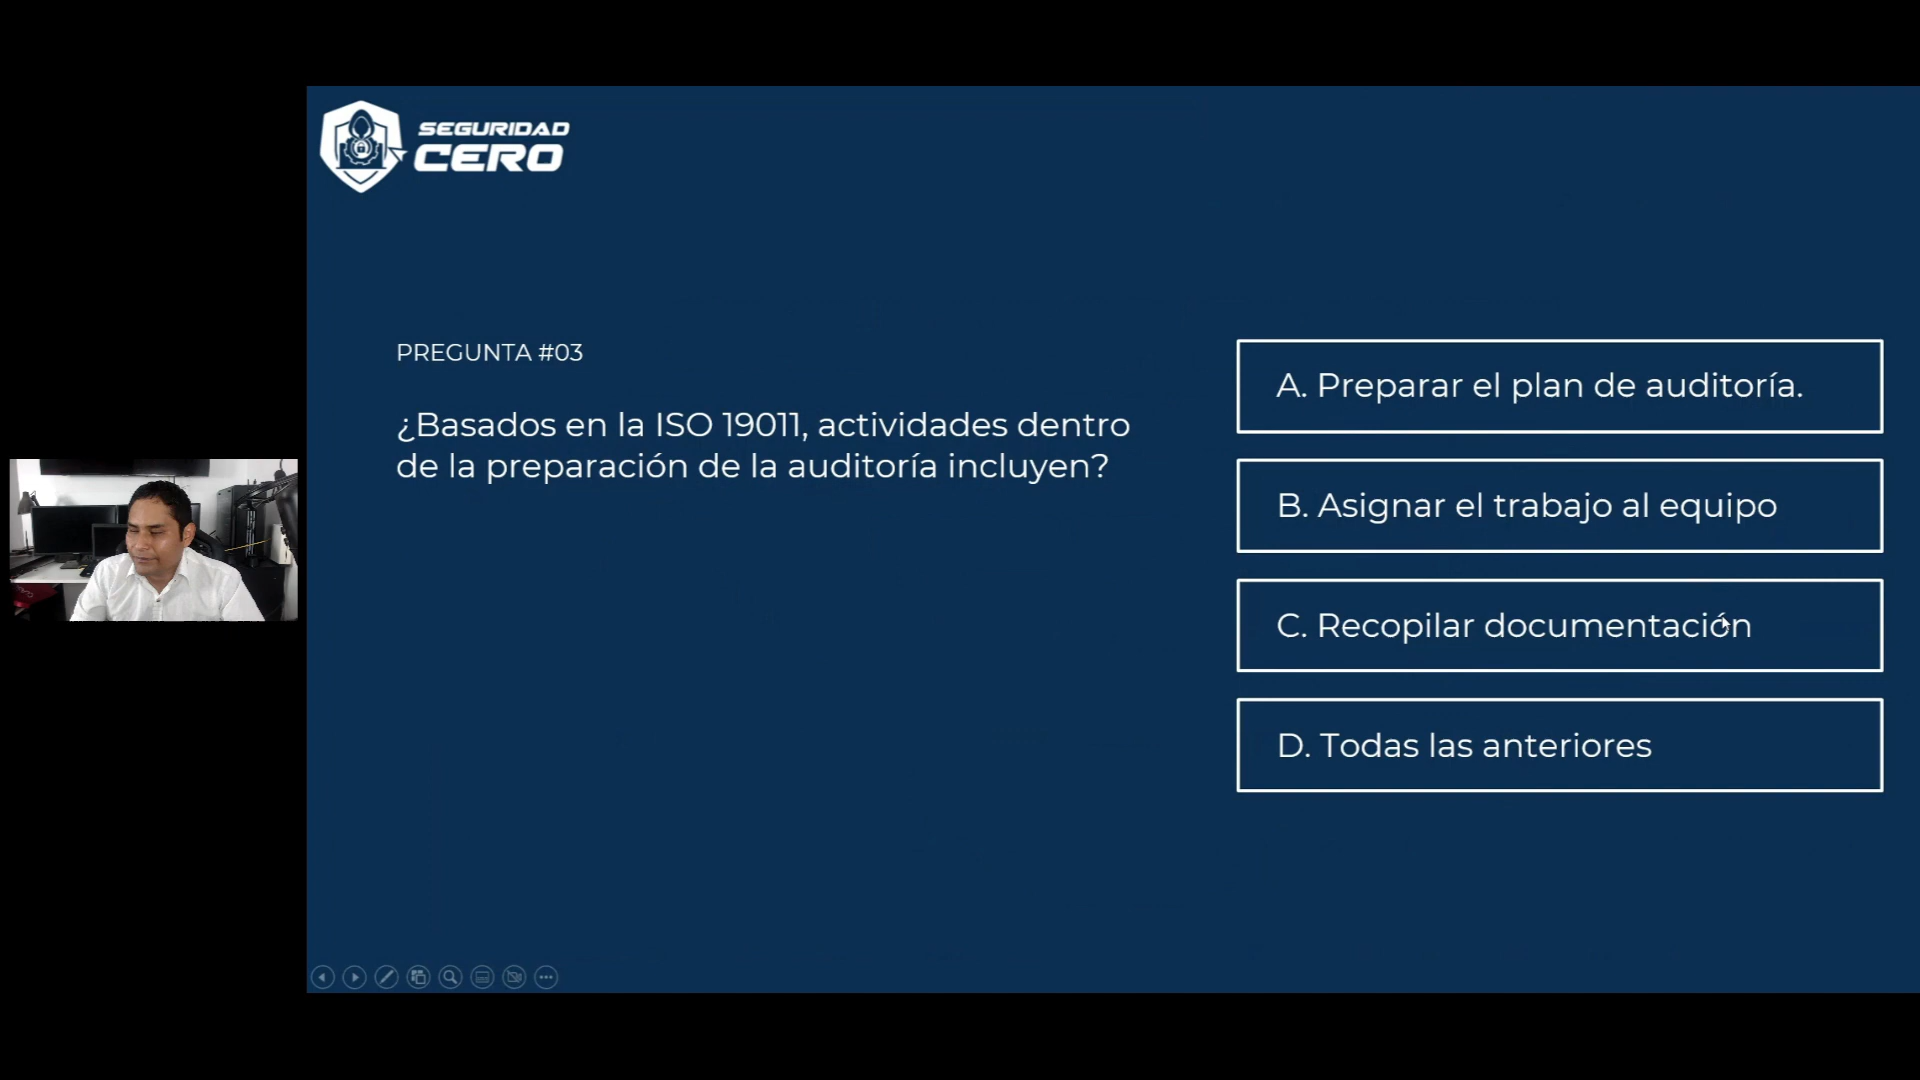 SEGURIDAD
CERO
PREGUNTA #03
¿Basados en la ISO 19011, actividades dentro
de la preparación de la auditoría incluyen?
A. Preparar el plan de auditoría.
B. Asignar el trabajo al equipo
C. Recopilar documentación
D. Todas las anteriores